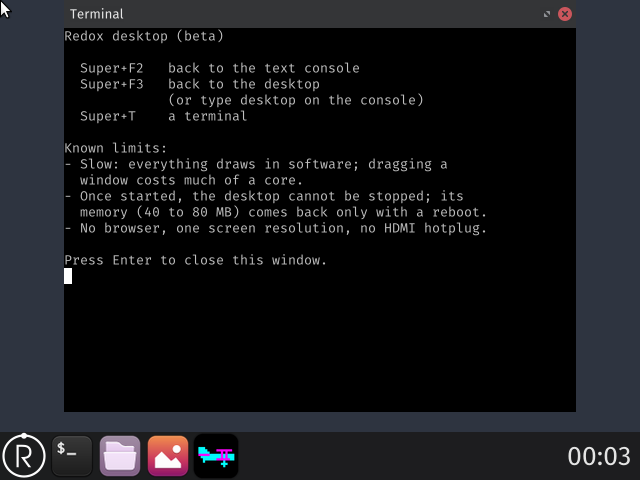 Terminal
Redox desktop (beta)
Super+F2 back to the text console
Super+F3 back to the desktop
(or type desktop on the console)
Super+T a terminal
Known limits:
- Slow: everything draws in software; dragging a
window costs much of a core.
- Once started, the desktop cannot be stopped; its
memory (40 to 80 MB) comes back only with a reboot.
- No browser, one screen resolution, no HDMI hotplug.
Press Enter to close this window.
R
$_
00:03